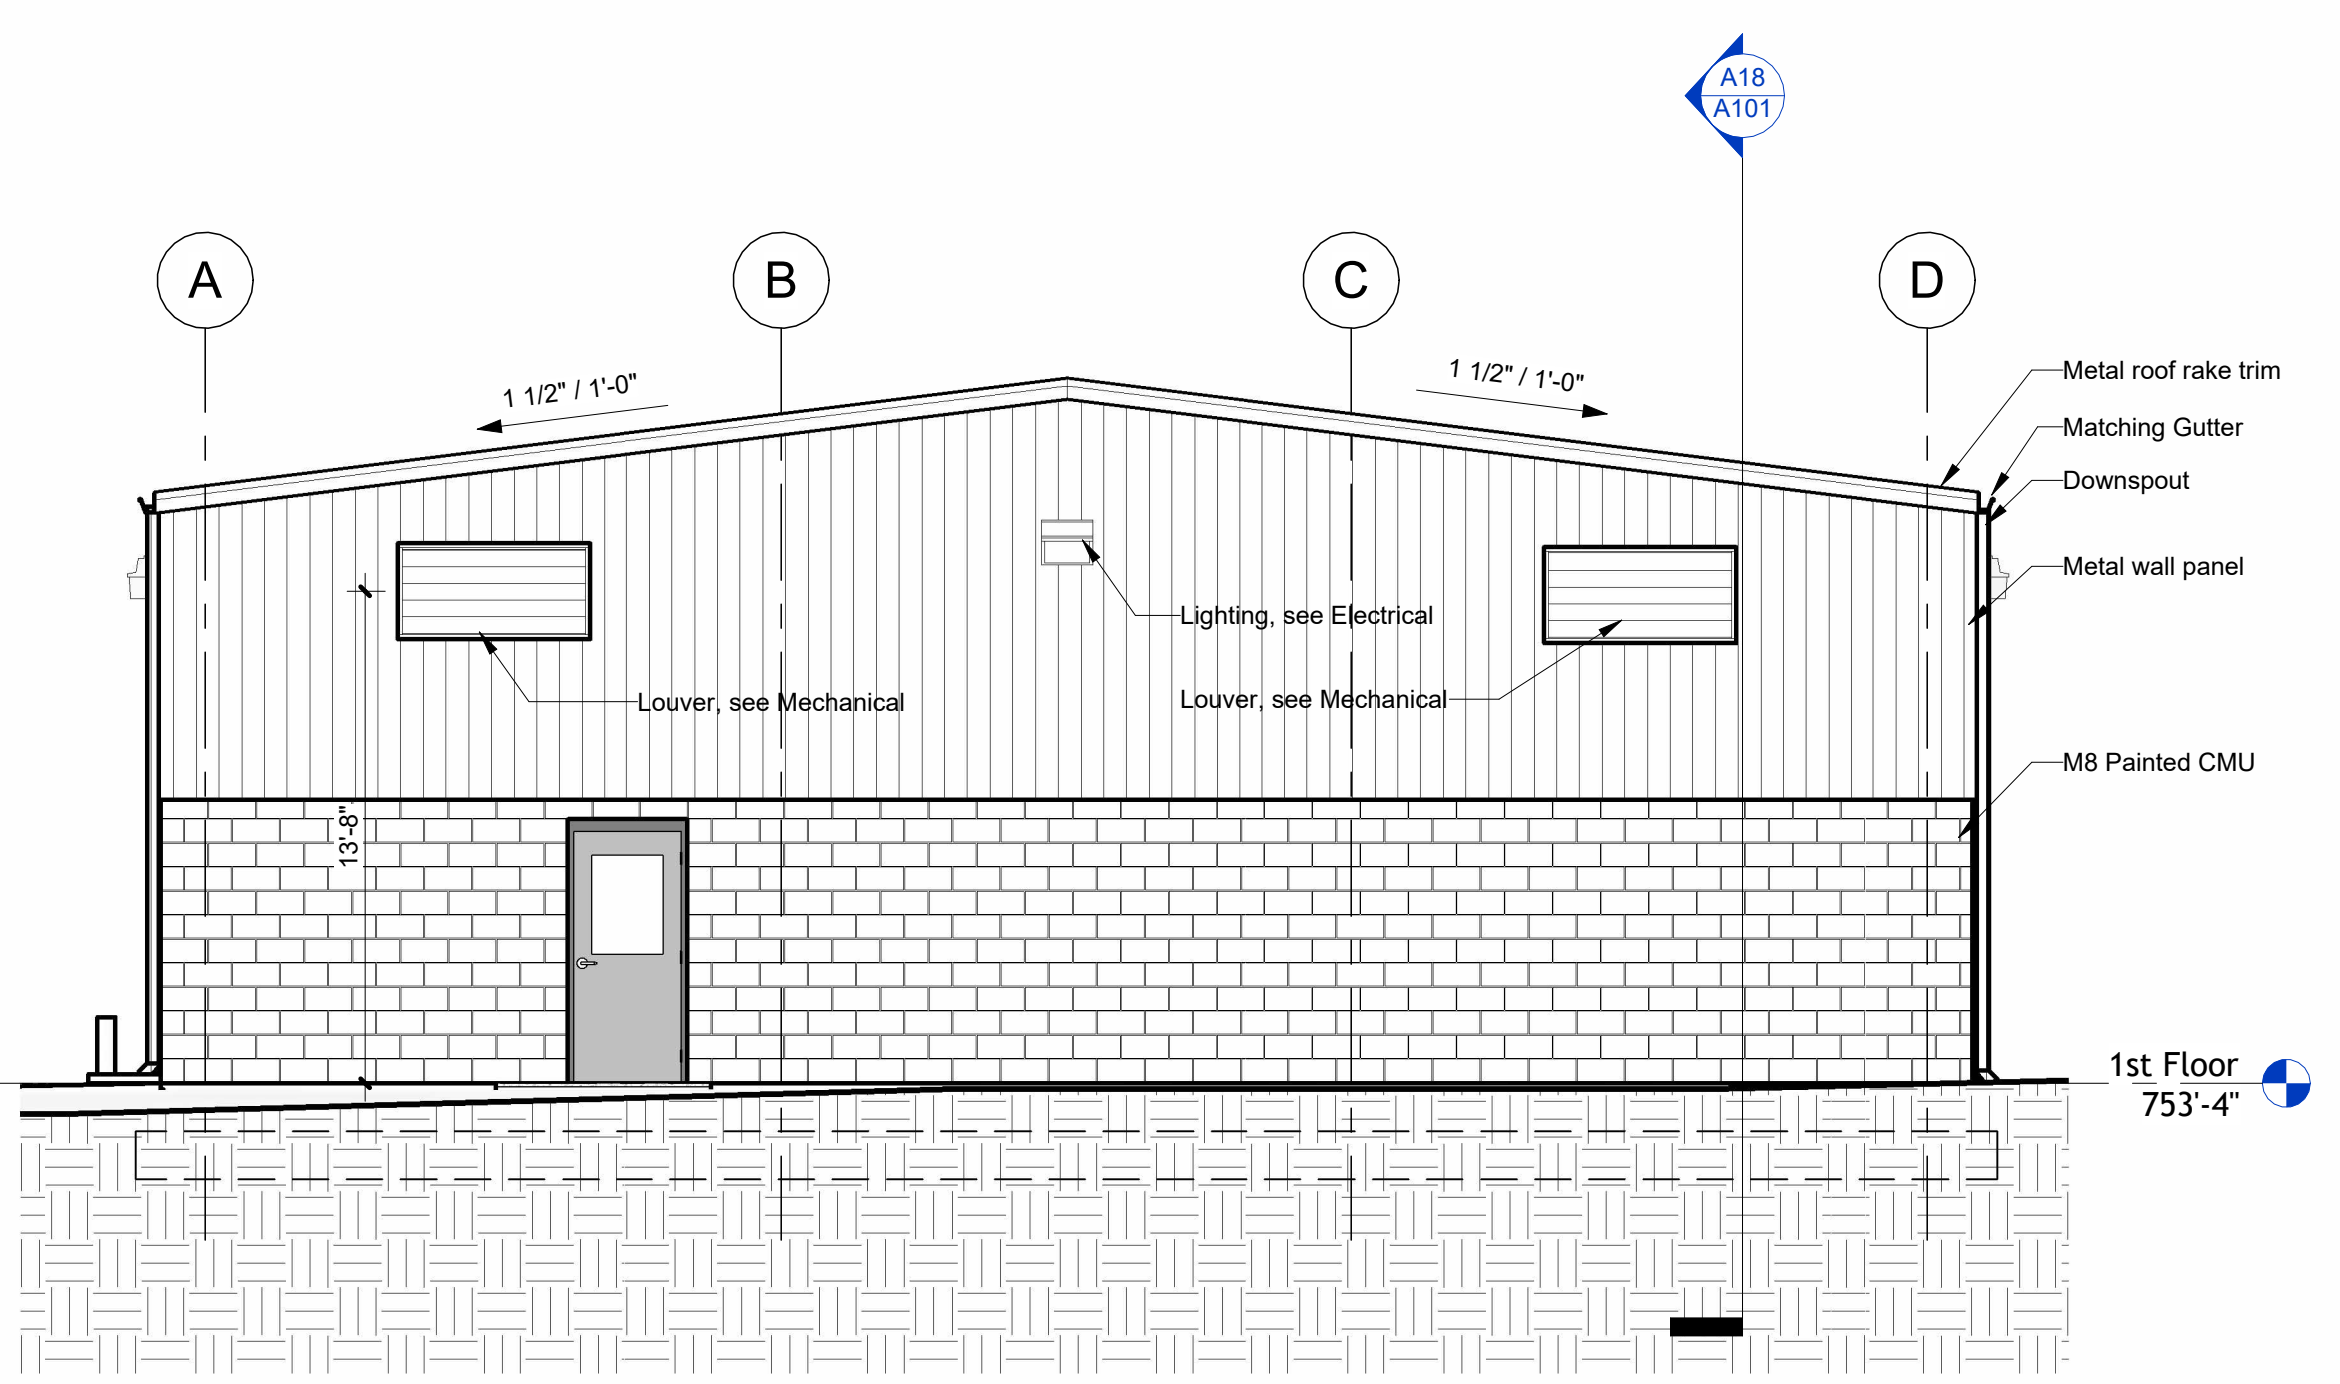 A18
A101
A
B
C
D
1 1/2" / 1'-0"
1 1/2" / 1'-0"
Metal roof rake trim
Matching Gutter
Downspout
Metal wall panel
Lighting, see Electrical
Louver, see Mechanical
Louver, see Mechanical
M8 Painted CMU
13'-8"
1st Floor
753'-4"